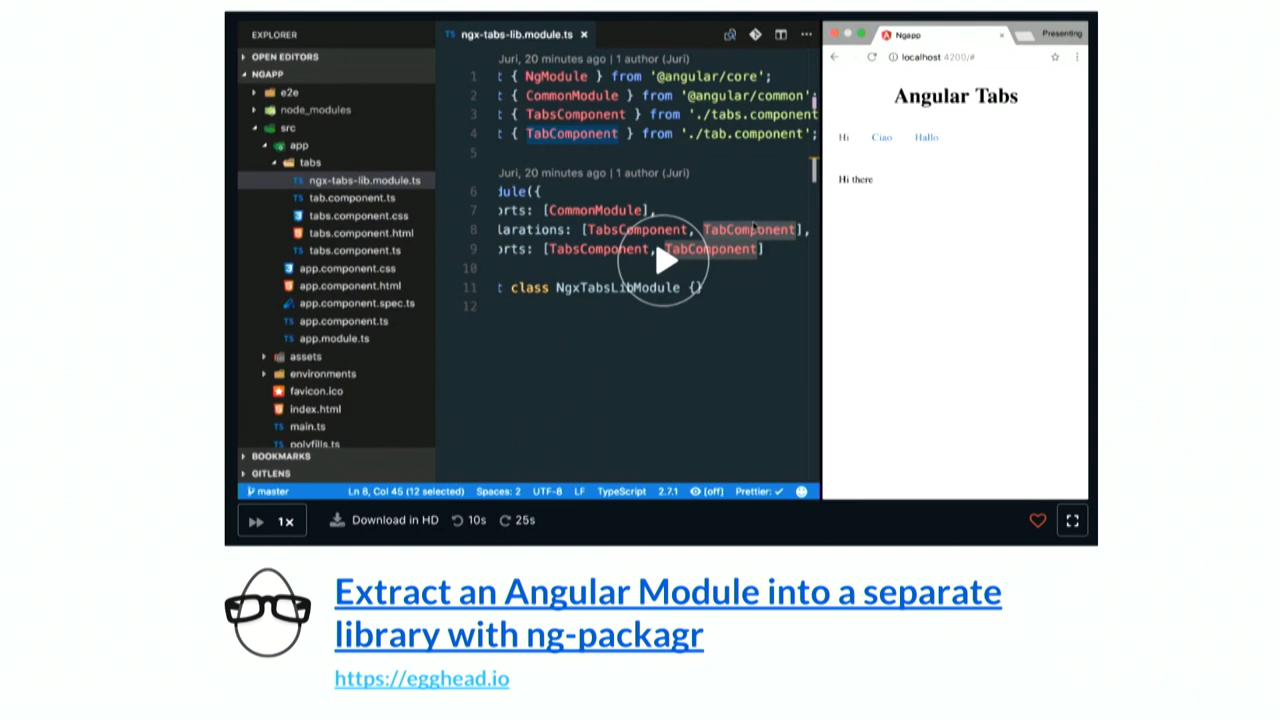 EXPLORER
OPEN EDITORS
NGAPP
e2e
node_modules
src
app
tabs
ngx-tabs-lib.module.ts
tab.component.ts
tabs.component.css
tabs.component.html
tabs.component.ts
app.component.css
app.component.html
app.component.spec.ts
app.component.ts
app.module.ts
assets
environments
favicon.ico
index.html
main.ts
polyfills.ts
BOOKMARKS
GITLENS
TS ngx-tabs-lib.module.ts ×
Juri, 20 minutes ago | 1 author (Juri)
1 t { NgModule } from '@angular/core';
2 t { CommonModule } from '@angular/common';
3 t { TabsComponent } from './tabs.component
4 t { TabComponent } from './tab.component';
5
Juri, 20 minutes ago | 1 author (Juri)
6 dule({
7 orts: [CommonModule],
8 larations: [TabsComponent, TabComponent],
9 orts: [TabsComponent, TabComponent]
10
11 t class NgxTabsLibModule {}
12
master Ln 8, Col 45 (12 selected) Spaces: 2 UTF-8 LF TypeScript 2.7.1 [off] Prettier: ✓
Ngapp × Presenting
localhost:4200/#
Angular Tabs
Hi Ciao Hallo
Hi there
1x Download in HD 10s 25s
Extract an Angular Module into a separate
library with ng-packagr
https://egghead.io